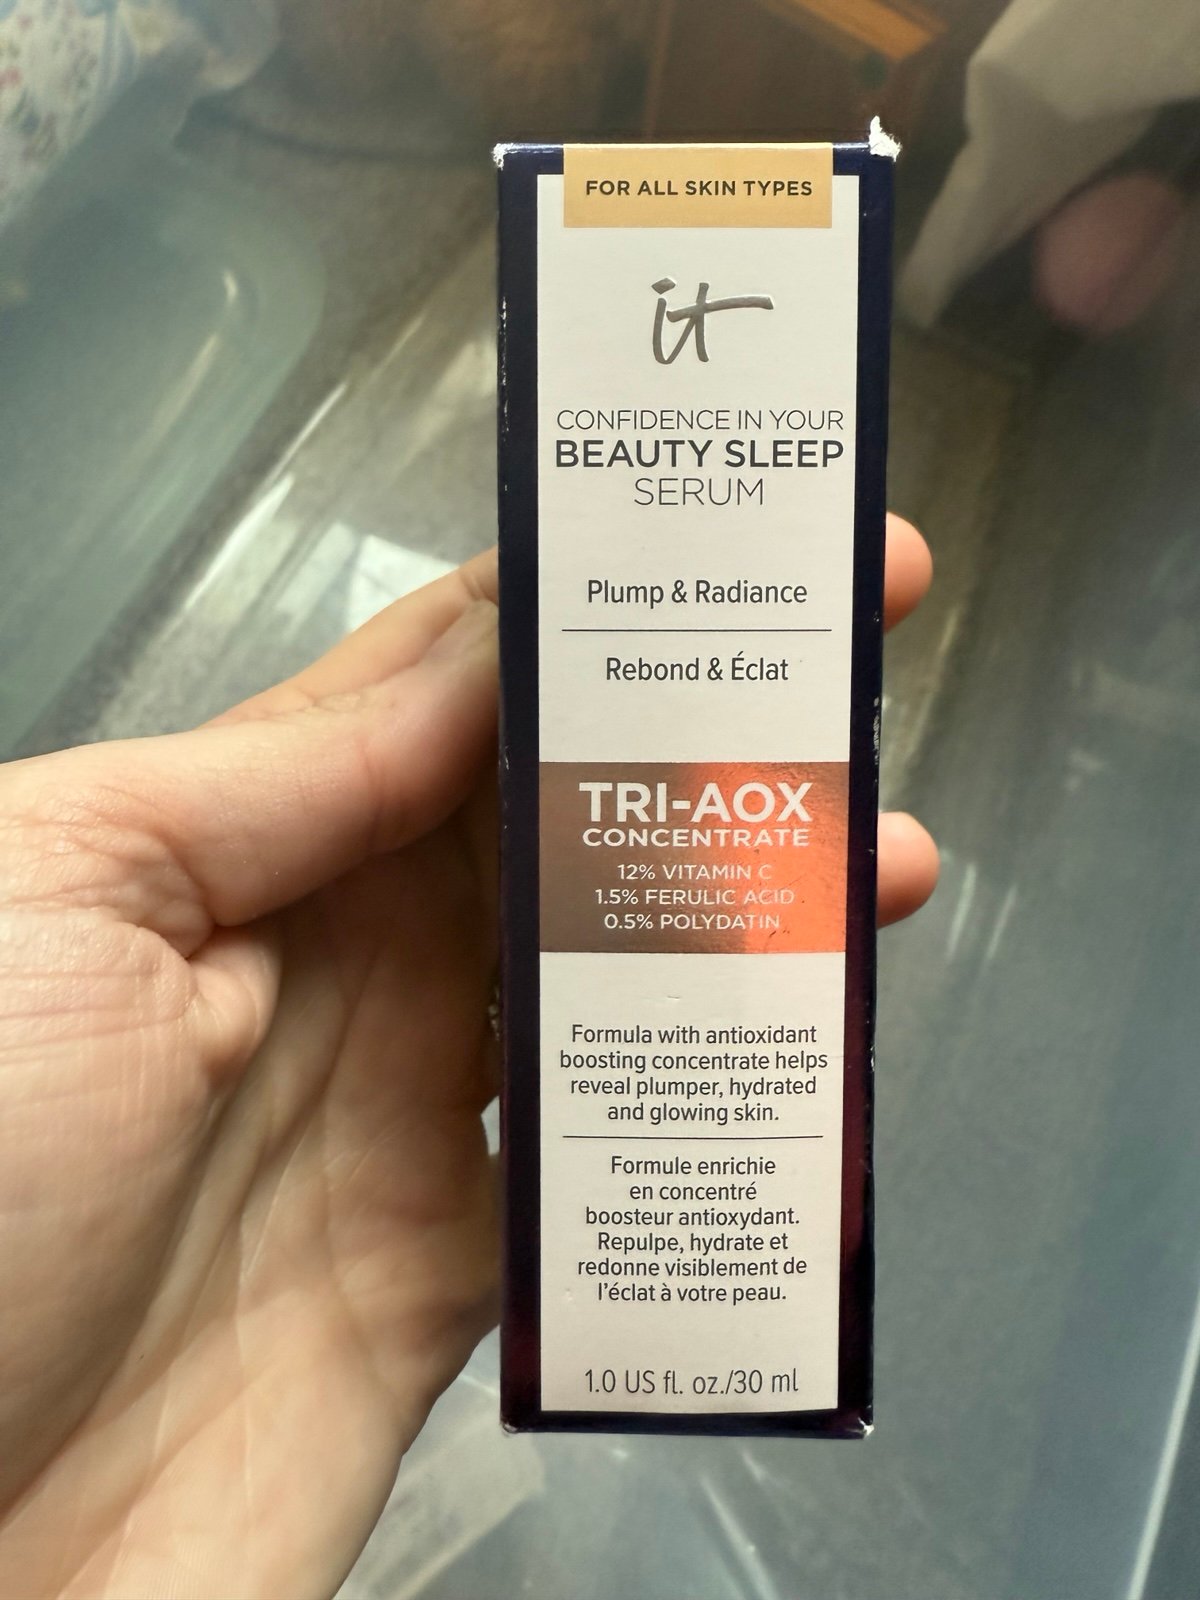 FOR ALL SKIN TYPES
it
CONFIDENCE IN YOUR
BEAUTY SLEEP
SERUM
Plump & Radiance
Rebond & Éclat
TRI-AOX
CONCENTRATE
12% VITAMIN C
1.5% FERULIC ACID
0.5% POLYDATIN
Formula with antioxidant
boosting concentrate helps
reveal plumper, hydrated
and glowing skin.
Formule enrichie
en concentré
boosteur antioxydant.
Repulpe, hydrate et
redonne visiblement de
l'éclat à votre peau.
1.0 US fl. oz./30 ml